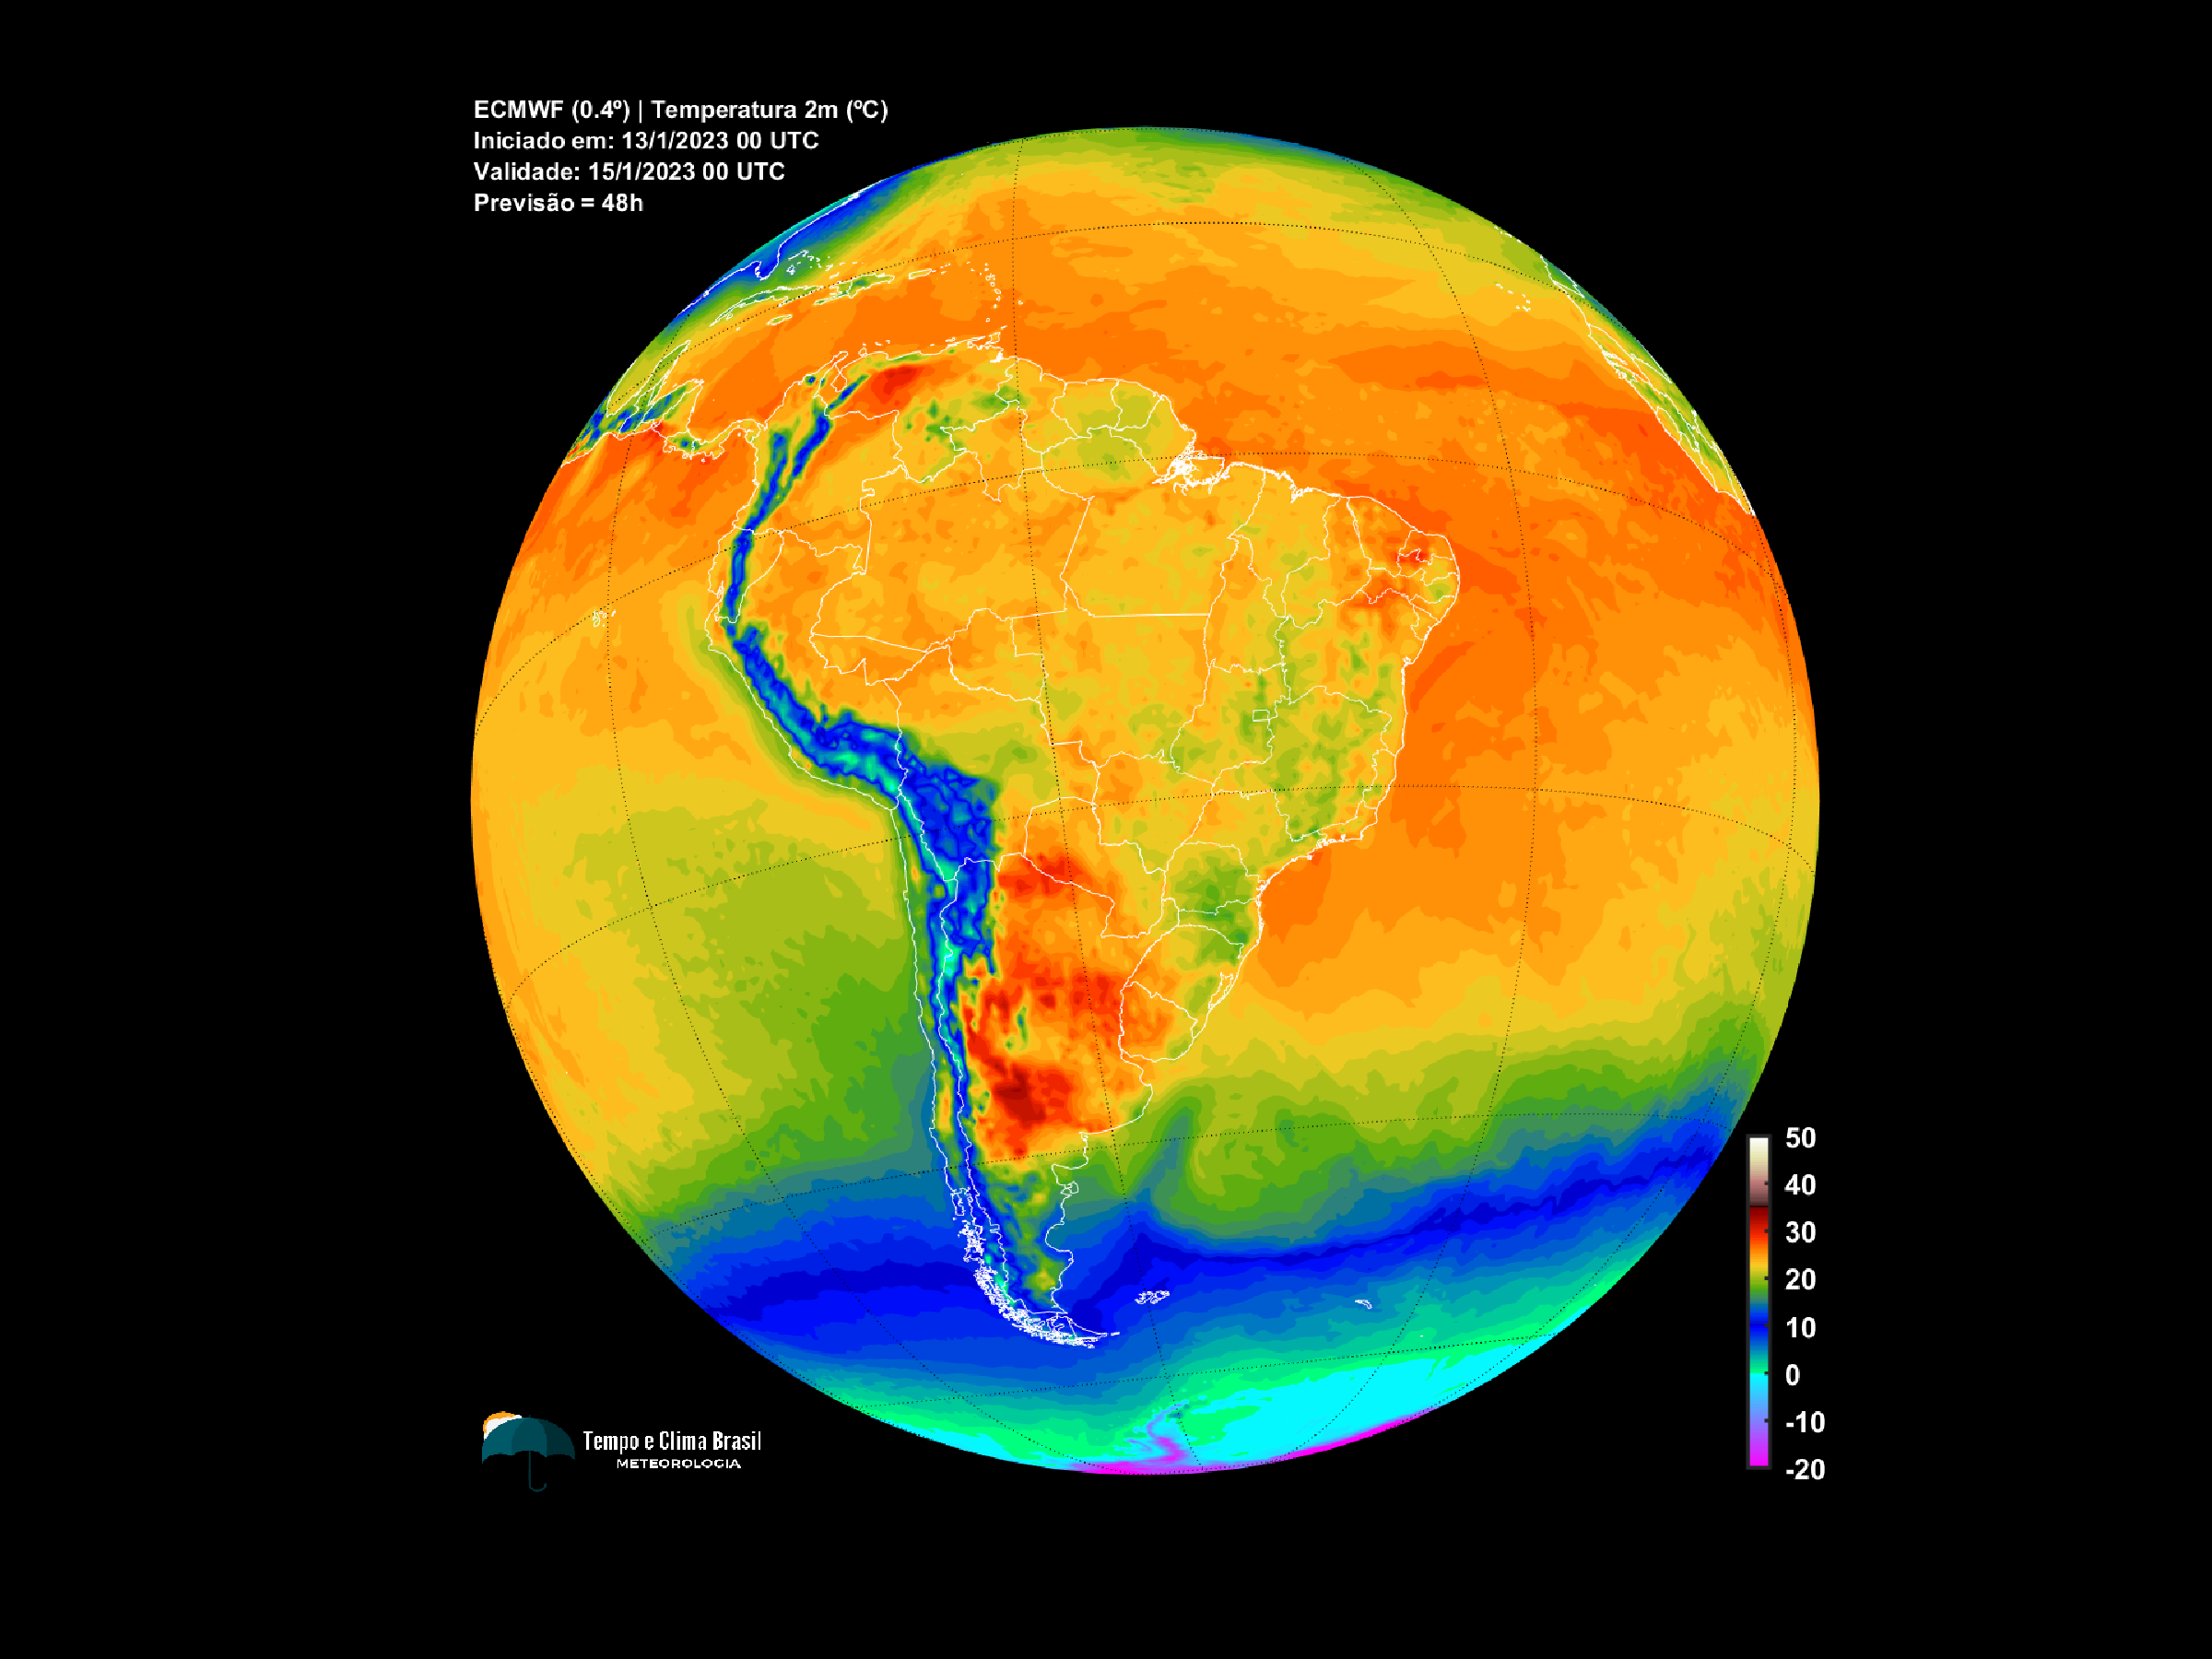 ECMWF (0.4º) | Temperatura 2m (ºC)
Iniciado em: 13/1/2023 00 UTC
Validade: 15/1/2023 00 UTC
Previsão = 48h
50
40
30
20
10
0
-10
-20
Tempo e Clima Brasil
METEOROLOGIA